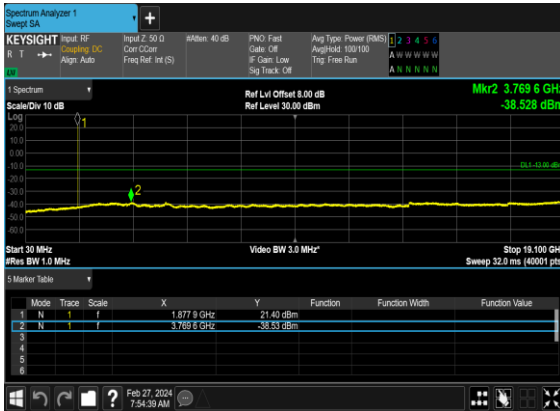 Spectrum Analyzer 1
Swept SA
KEYSIGHT
R T
Input: RF
Coupling: DC
Align: Auto
Input Z: 50 Ω
Corr CCorr
Freq Ref: Int (S)
#Atten: 40 dB
PNO: Fast
Gate: Off
IF Gain: Low
Sig Track: Off
Avg Type: Power (RMS)
Avg|Hold: 100/100
Trig: Free Run
1 2 3 4 5 6
A W W W W W
A N N N N N
1 Spectrum
Scale/Div 10 dB
Ref Lvl Offset 8.00 dB
Ref Level 30.00 dBm
Mkr2 3.769 6 GHz
-38.528 dBm
Log
20.0
10.0
0.00
-10.0
-20.0
-30.0
-40.0
-50.0
-60.0
1
2
DL1 -13.00 dBm
Start 30 MHz
#Res BW 1.0 MHz
Video BW 3.0 MHz*
Stop 19.100 GHz
Sweep 32.0 ms (40001 pts)
5 Marker Table
Mode Trace Scale X Y Function Function Width Function Value
1 N 1 f 1.877 9 GHz 21.40 dBm
2 N 1 f 3.769 6 GHz -38.53 dBm
3
4
5
6
?
Feb 27, 2024
7:54:39 AM